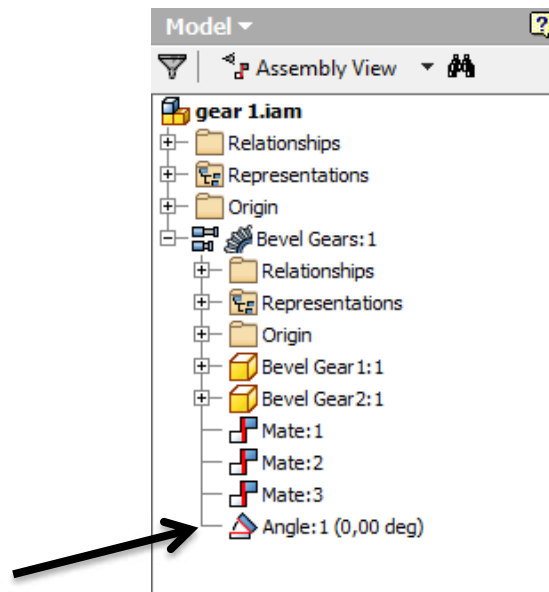 Model
?
Assembly View
gear 1.iam
Relationships
Representations
Origin
Bevel Gears:1
Relationships
Representations
Origin
Bevel Gear1:1
Bevel Gear2:1
Mate:1
Mate:2
Mate:3
Angle:1 (0,00 deg)